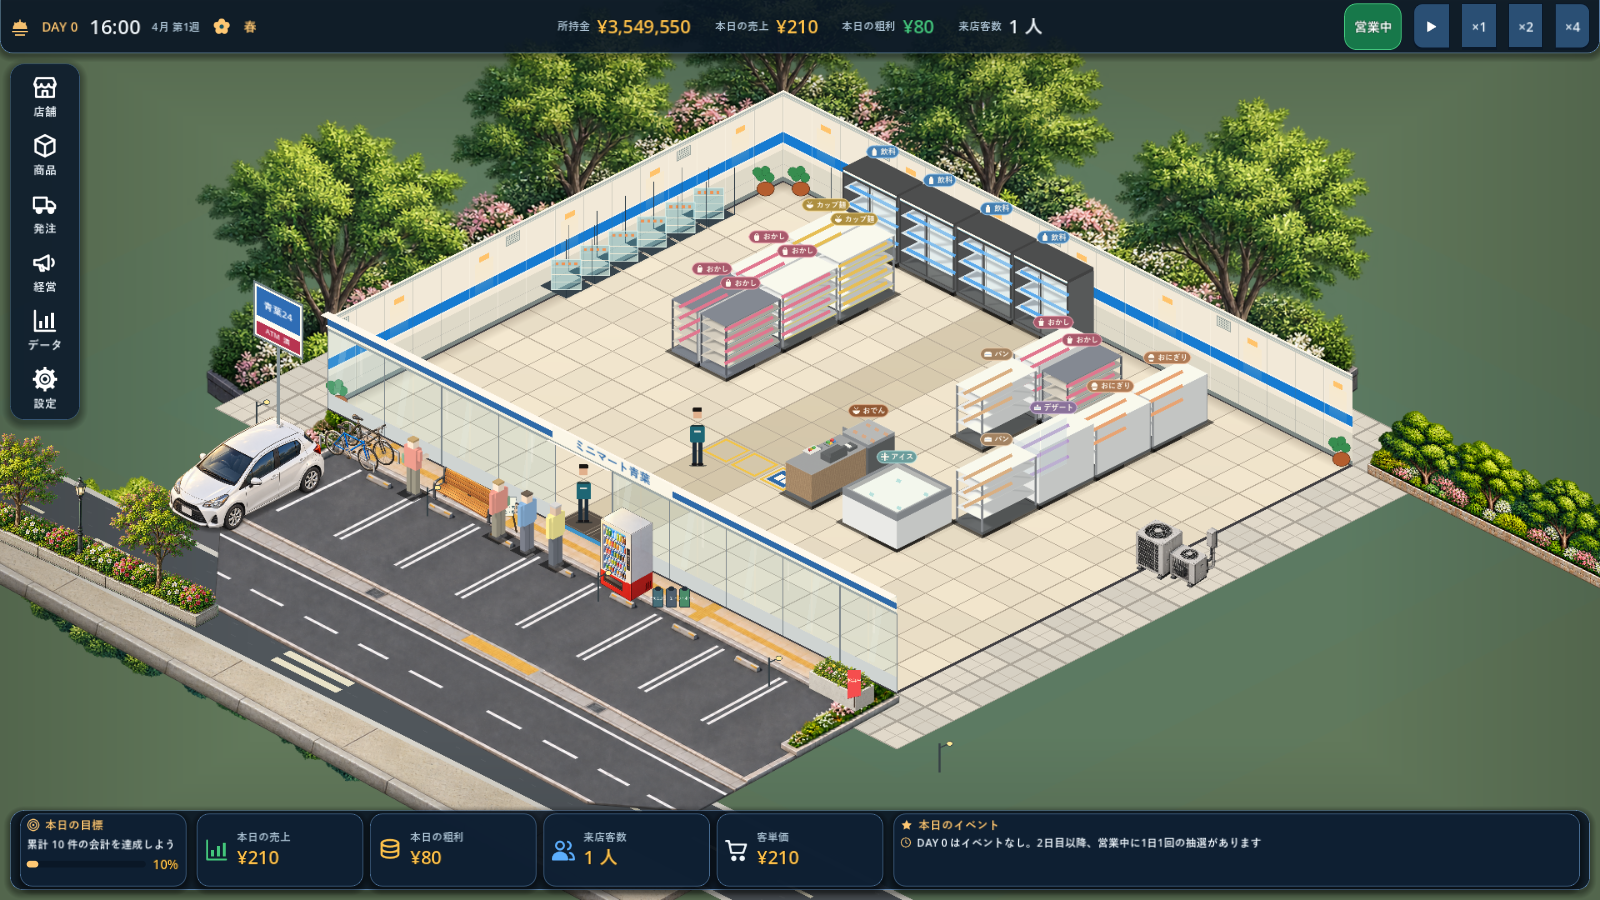 DAY 0 16:00 4月 第1週 春
所持金 ¥3,549,550 本日の売上 ¥210 本日の粗利 ¥80 来店客数 1 人
営業中 ×1 ×2 ×4
店舗
商品
発注
経営
データ
設定
飲料
飲料
飲料
飲料
カップ麺
カップ麺
おかし
おかし
おかし
おかし
おかし
おかし
パン
おにぎり
おにぎり
デザート
おでん
パン
アイス
青葉24
ATM 酒
ミニマート青葉
本日の目標
累計 10 件の会計を達成しよう
10%
本日の売上
¥210
本日の粗利
¥80
来店客数
1 人
客単価
¥210
本日のイベント
DAY 0 はイベントなし。2日目以降、営業中に1日1回の抽選があります